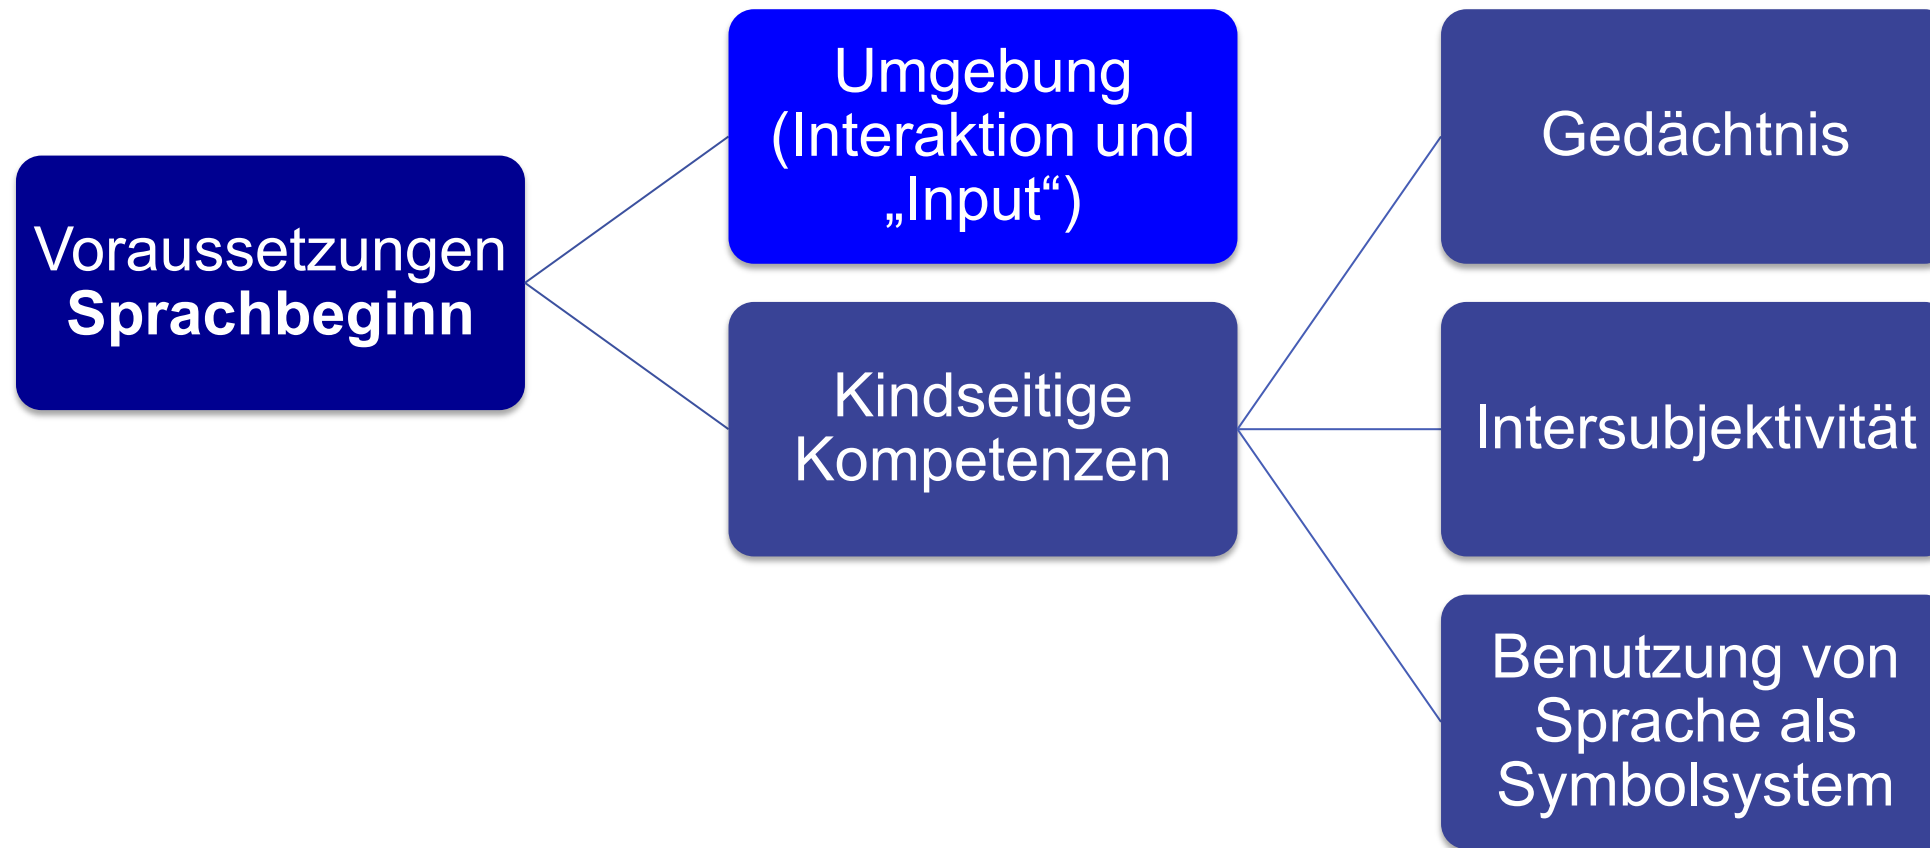 Voraussetzungen
Sprachbeginn
Umgebung
(Interaktion und
„Input“)
Kindseitige
Kompetenzen
Gedächtnis
Intersubjektivität
Benutzung von
Sprache als
Symbolsystem